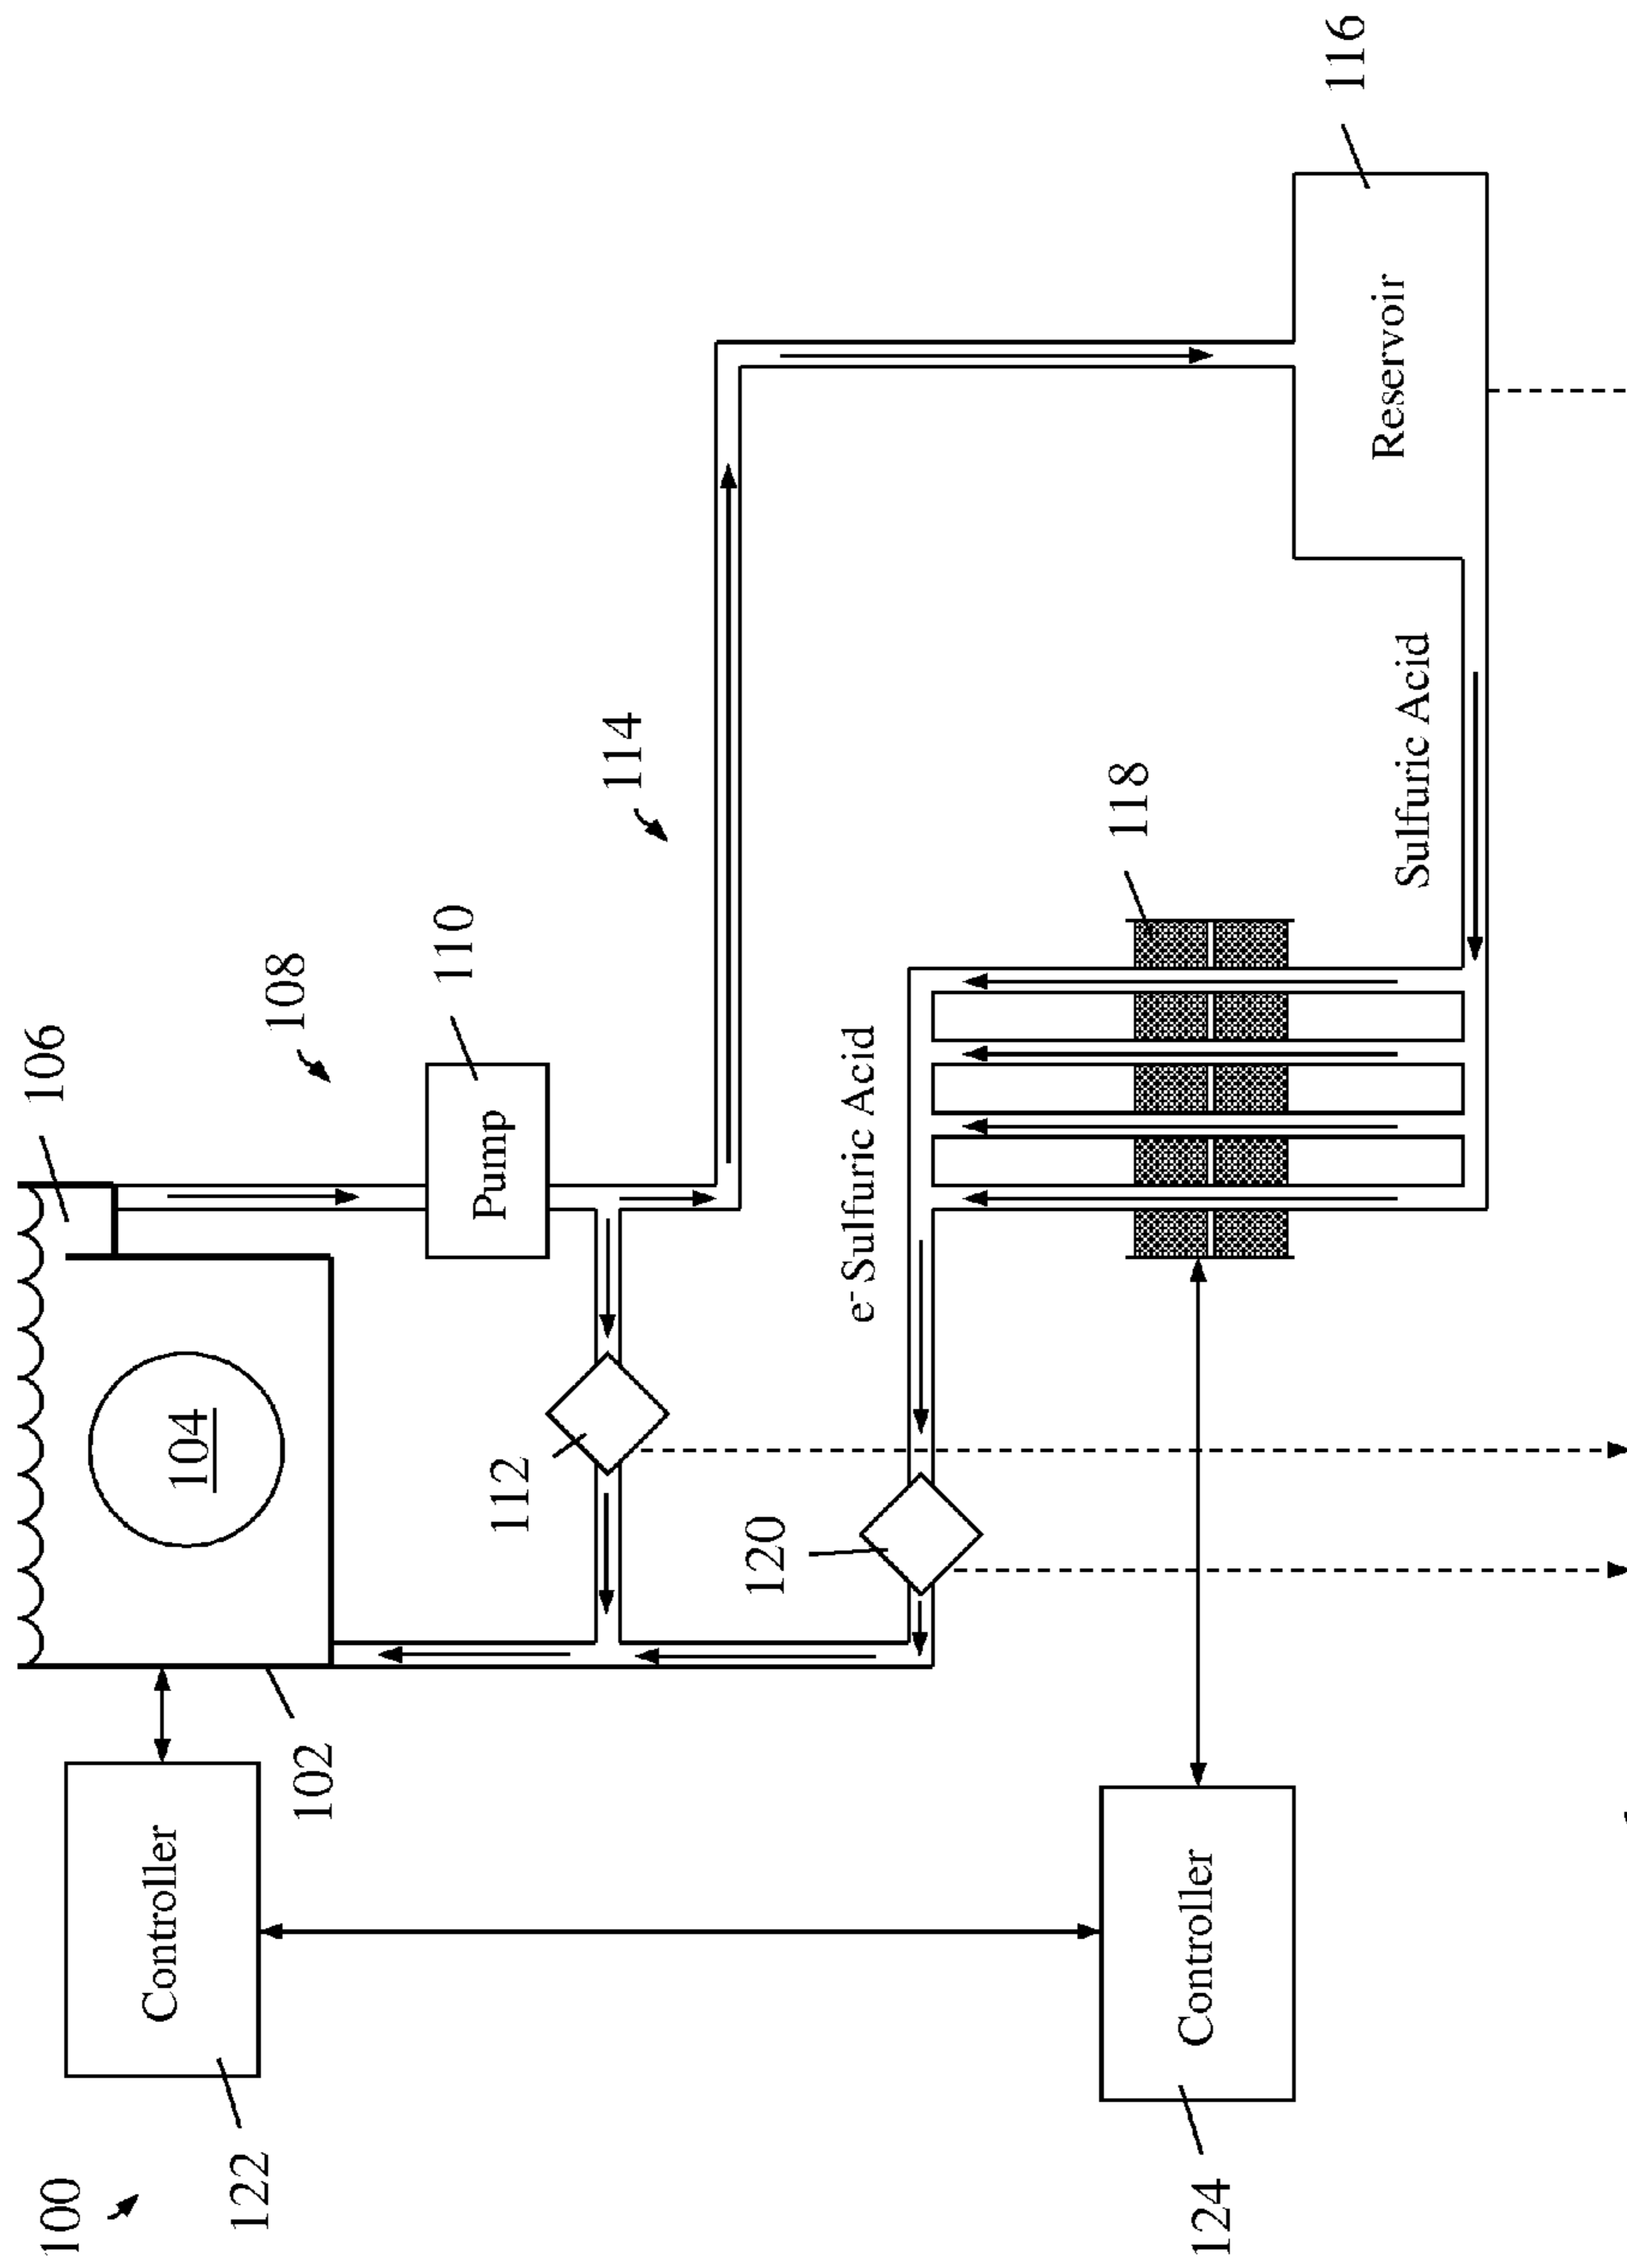 100
122
Controller
102
104
106
108
Pump
110
112
114
120
e⁻ Sulfuric Acid
118
Controller
124
Sulfuric Acid
Reservoir
116